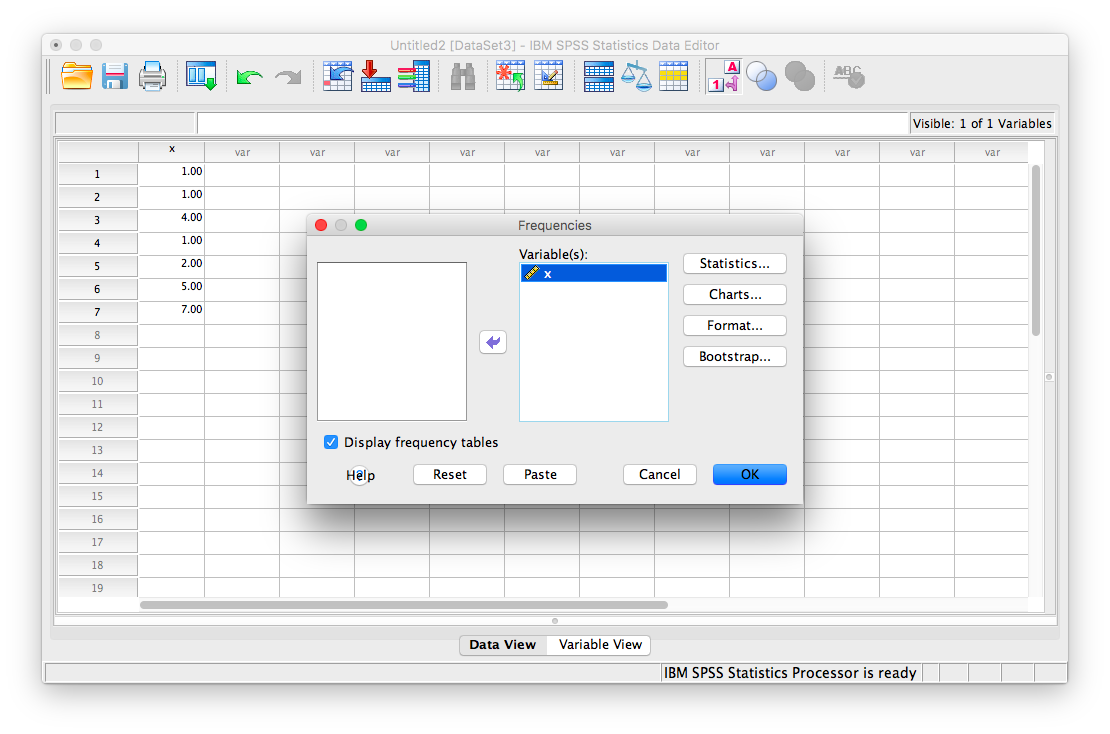 Untitled2 [DataSet3] - IBM SPSS Statistics Data Editor
1 A
ABC
Visible: 1 of 1 Variables
x var var var var var var var var var var var
1 1.00
2 1.00
3 4.00
4 1.00
5 2.00
6 5.00
7 7.00
8
9
10
11
12
13
14
15
16
17
18
19
Frequencies
Variable(s):
x
Statistics...
Charts...
Format...
Bootstrap...
Display frequency tables
Help Reset Paste Cancel OK
Data View Variable View
IBM SPSS Statistics Processor is ready